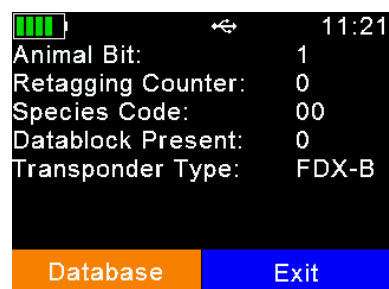 11:21
Animal Bit: 1
Retagging Counter: 0
Species Code: 00
Datablock Present: 0
Transponder Type: FDX-B
Database Exit